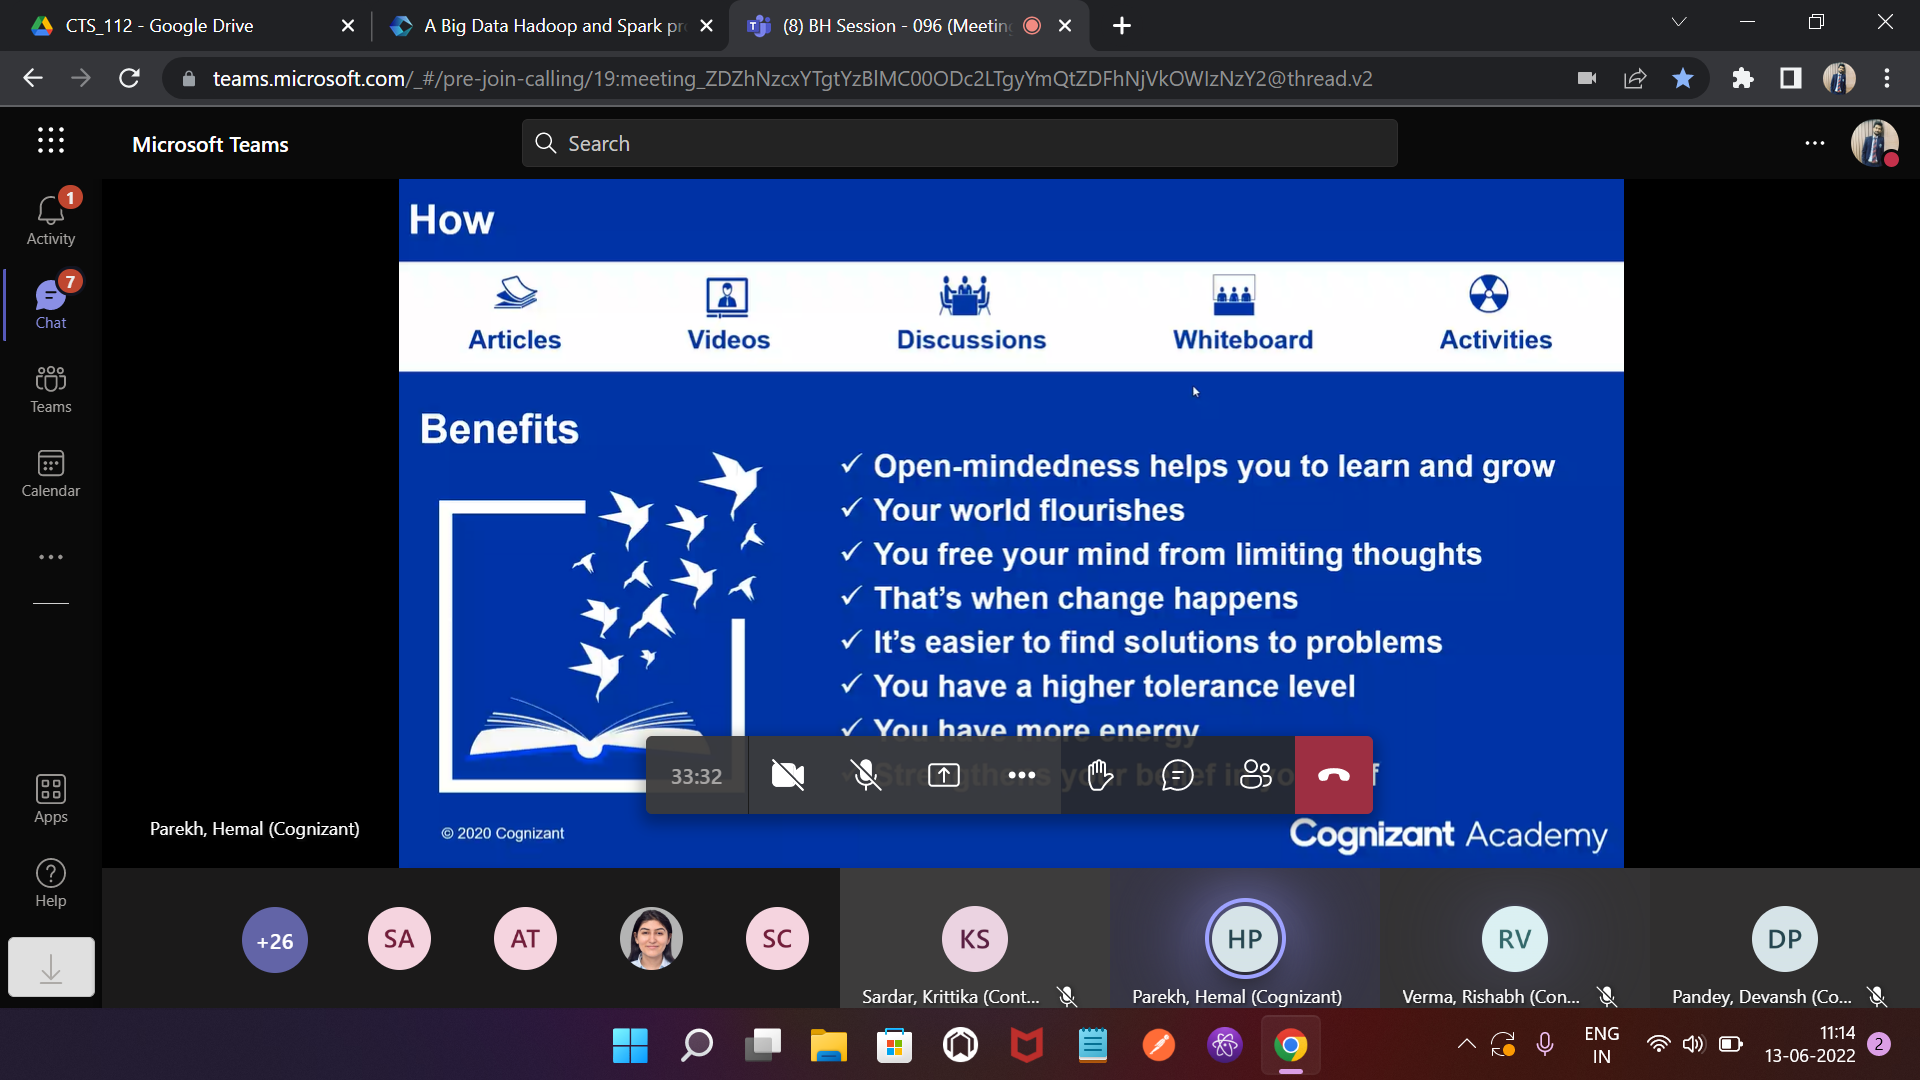 CTS_112 - Google Drive
A Big Data Hadoop and Spark pr
(8) BH Session - 096 (Meetin
teams.microsoft.com/_#/pre-join-calling/19:meeting_ZDZhNzcxYTgtYzBlMC00ODc2LTgyYmQtZDFhNjVkOWIzNzY2@thread.v2
Microsoft Teams
Search
1
Activity
7
Chat
Teams
Calendar
Apps
Help
How
Articles
Videos
Discussions
Whiteboard
Activities
Benefits
✓ Open-mindedness helps you to learn and grow
✓ Your world flourishes
✓ You free your mind from limiting thoughts
✓ That's when change happens
✓ It's easier to find solutions to problems
✓ You have a higher tolerance level
✓ You have more energy
✓ Strengthens your belief in yo f
33:32
Parekh, Hemal (Cognizant)
© 2020 Cognizant
Cognizant Academy
+26
SA
AT
SC
KS
HP
RV
DP
Sardar, Krittika (Cont...
Parekh, Hemal (Cognizant)
Verma, Rishabh (Con...
Pandey, Devansh (Co...
ENG
IN
11:14
13-06-2022
2